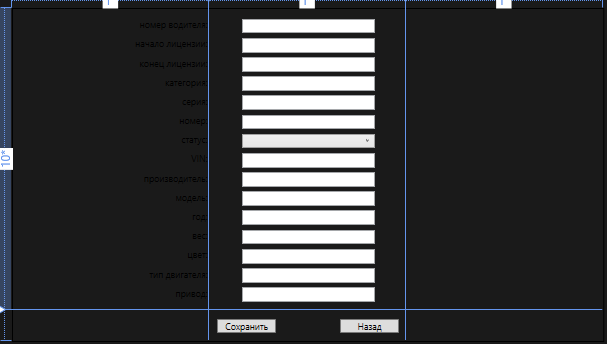 номер водителя:
начало лицензии:
конец лицензии:
категория:
серия:
номер:
статус:
VIN:
производитель:
модель:
год:
вес:
цвет:
тип двигателя:
привод:
10*
Сохранить Назад